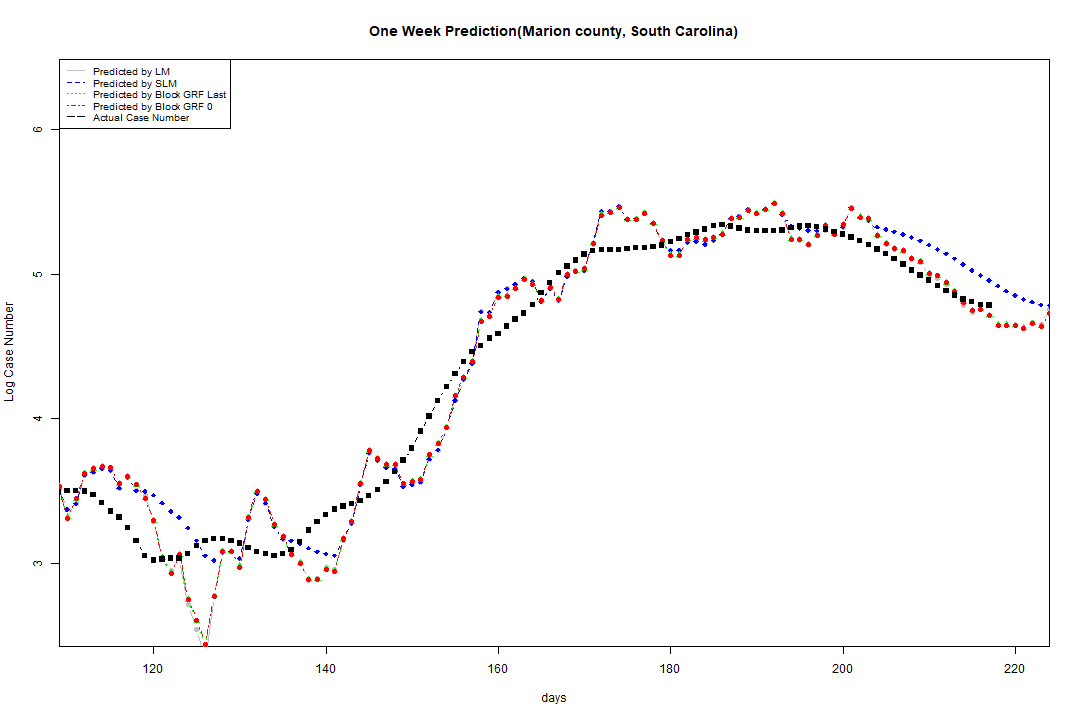 One Week Prediction(Marion county, South Carolina)
Predicted by LM
Predicted by SLM
Predicted by Block GRF Last
Predicted by Block GRF 0
Actual Case Number
6
5
4
3
Log Case Number
120 140 160 180 200 220
days